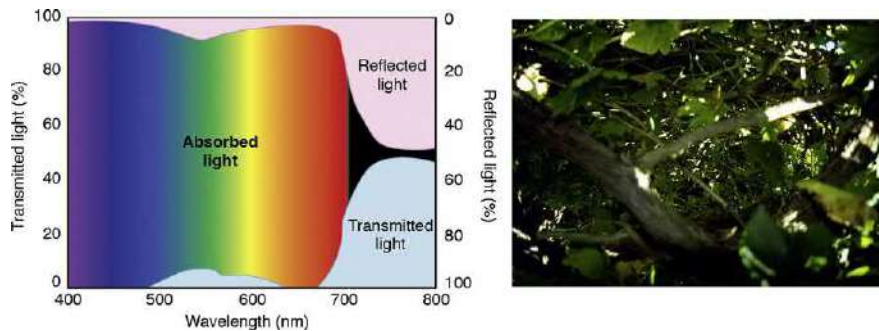 100
80
60
40
20
0
Transmitted light (%)
400
500
600
700
800
Wavelength (nm)
Absorbed
light
Reflected
light
Transmitted
light
0
20
40
60
80
100
Reflected light (%)